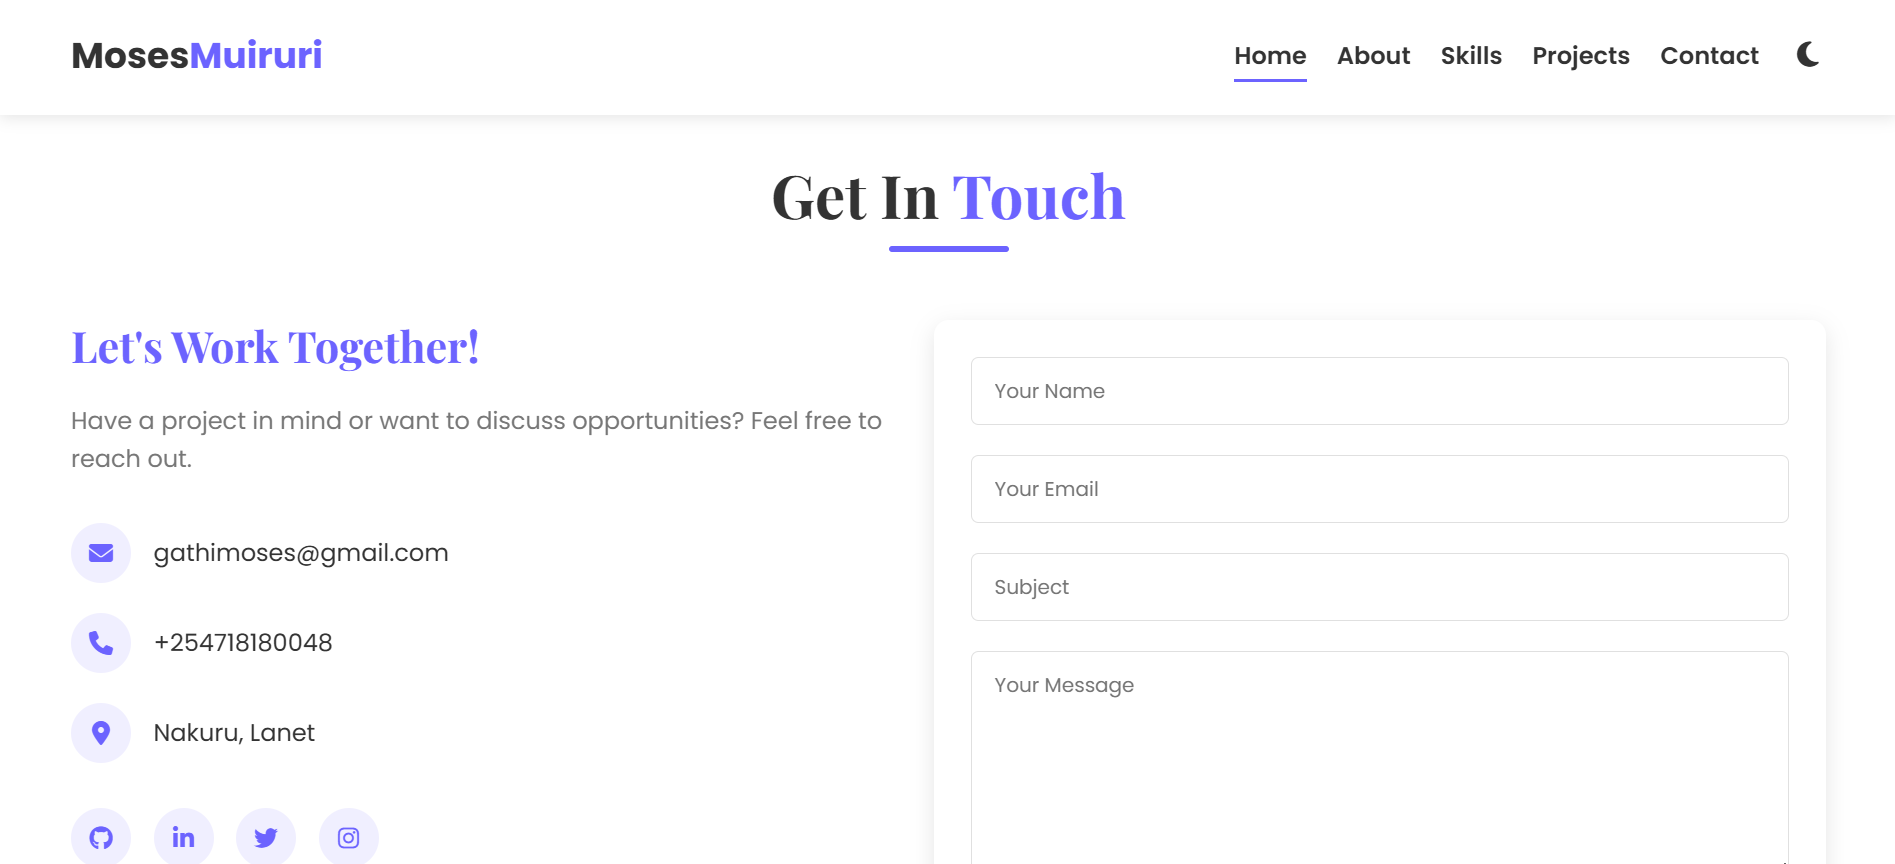 MosesMuiruri
Home About Skills Projects Contact
Get In Touch
Let's Work Together!
Have a project in mind or want to discuss opportunities? Feel free to
reach out.
gathimoses@gmail.com
+254718180048
Nakuru, Lanet
in
Your Name
Your Email
Subject
Your Message